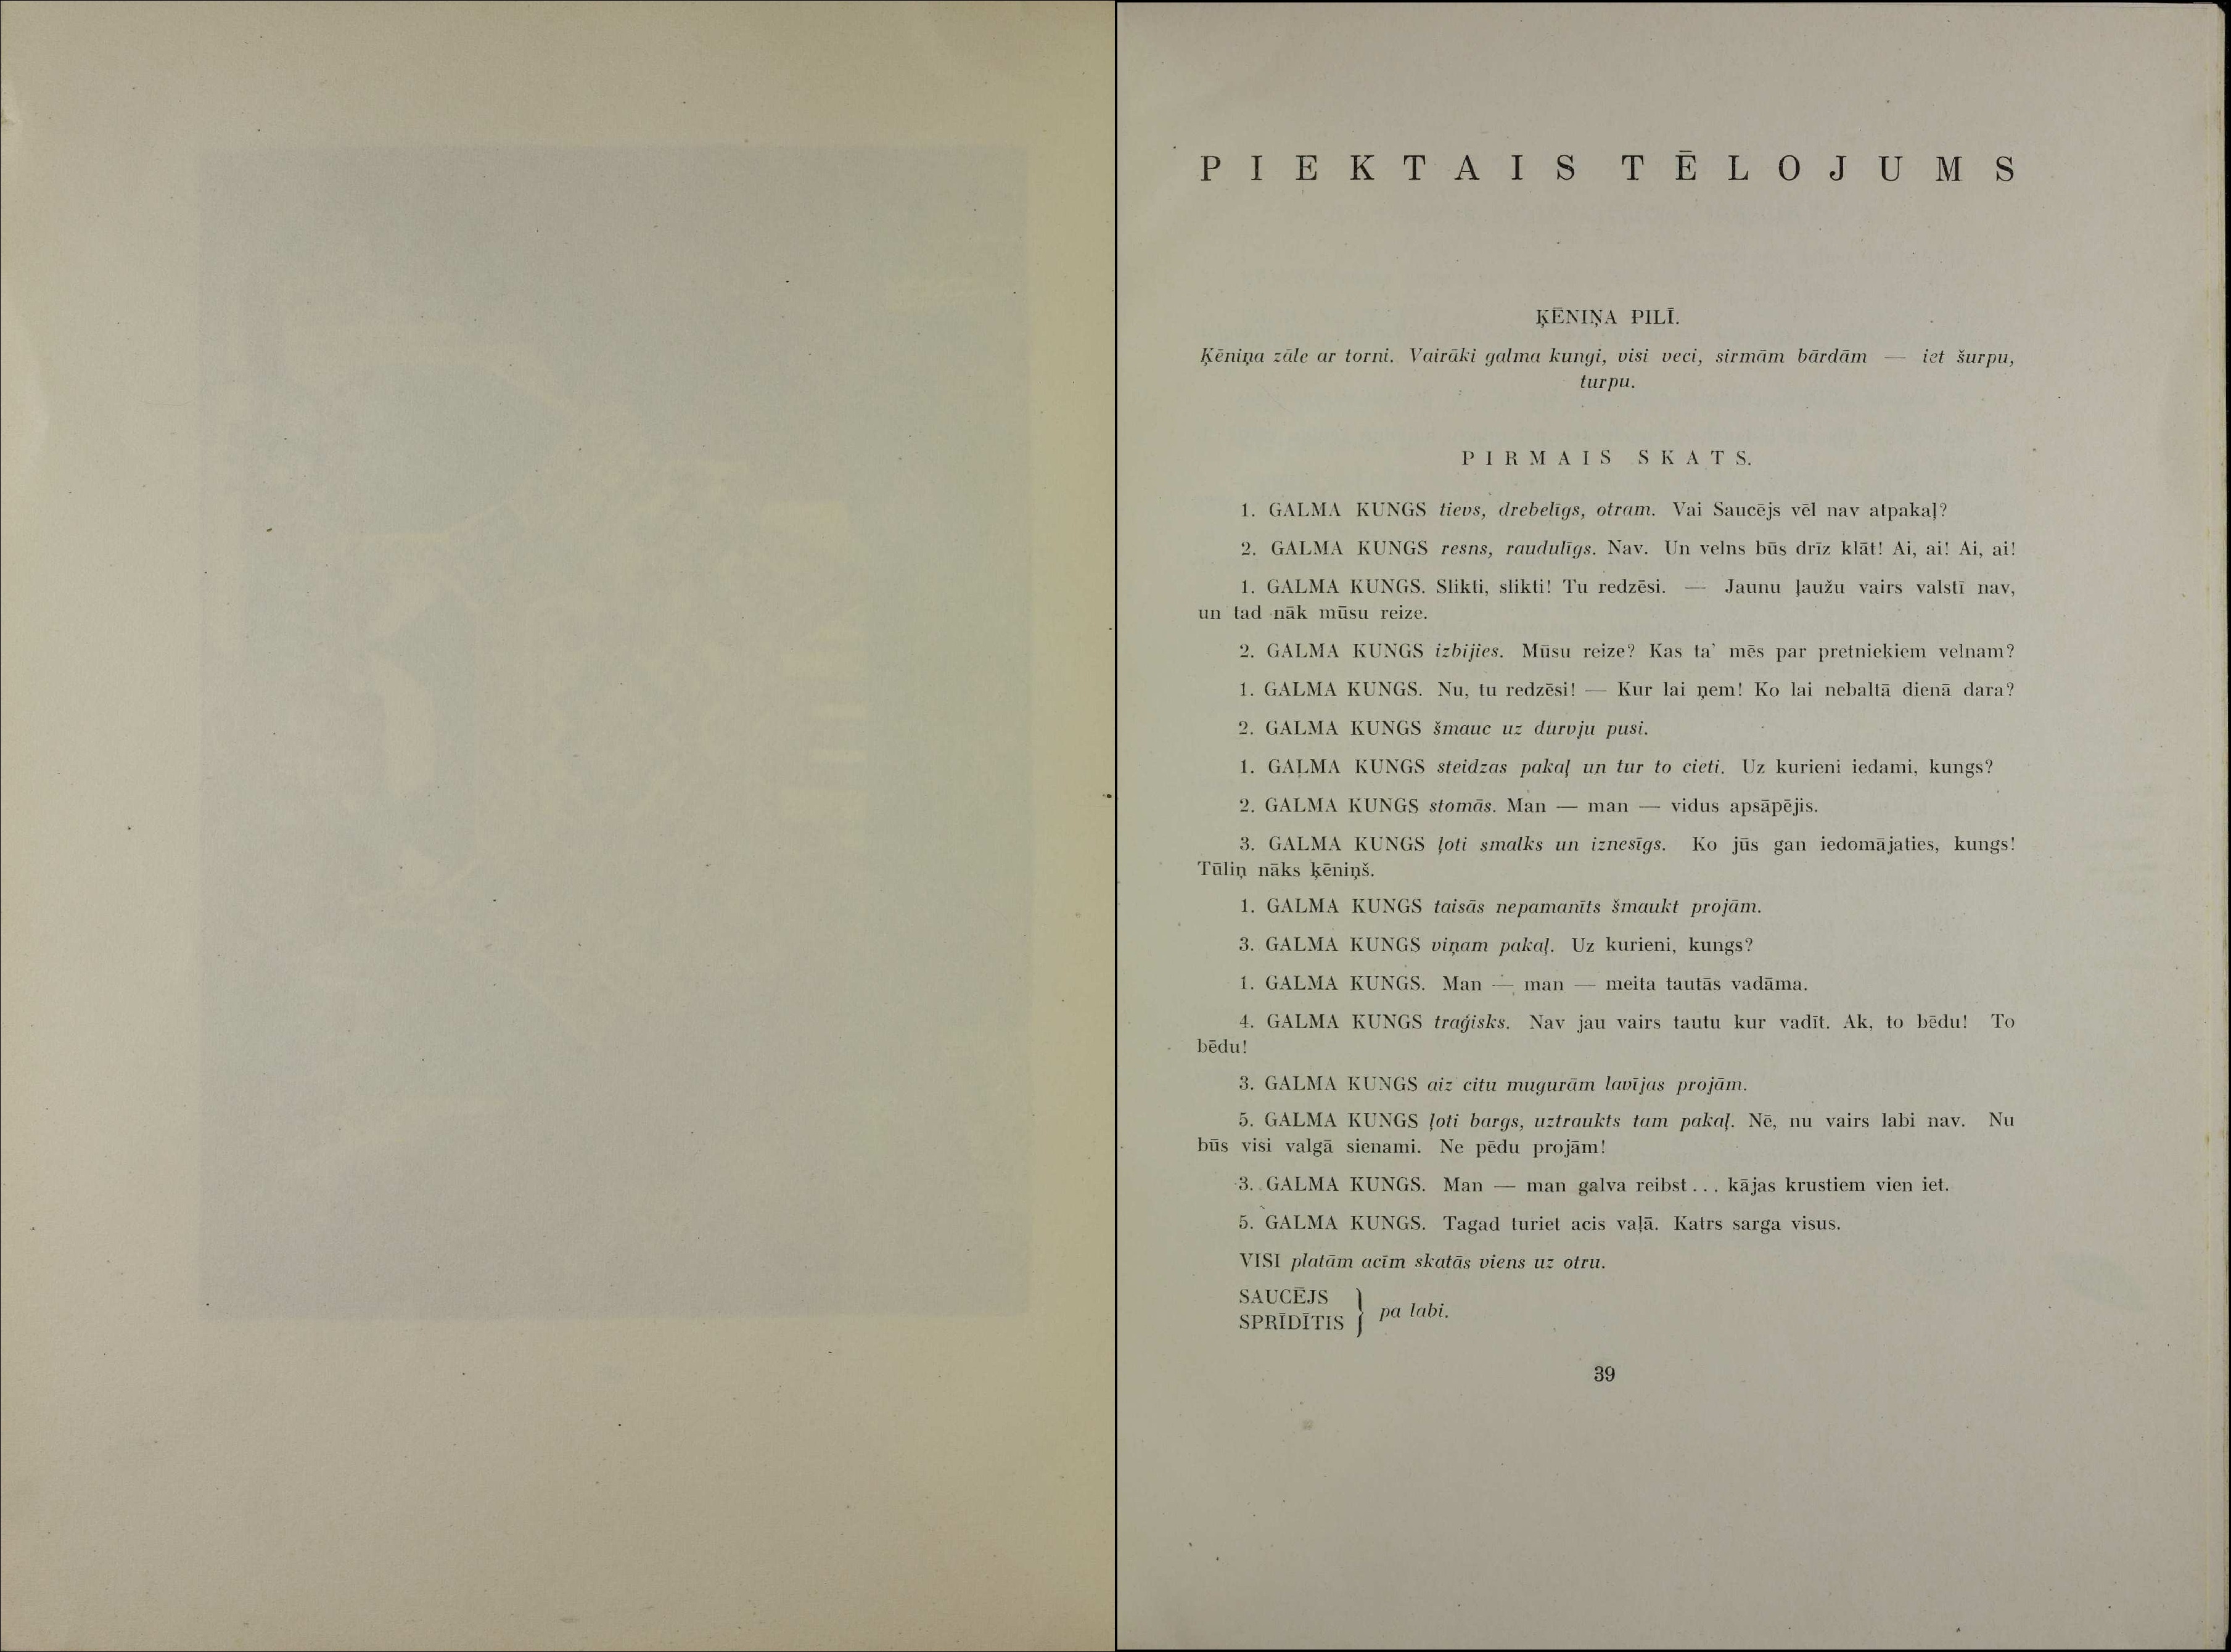 PIEKTAIS TĒLOJUMS
ĶĒNIŅA PILĪ.
Ķēniņa zāle ar torni. Vairāki galma kungi, visi veci, sirmām bārdām — iet šurpu,
turpu.
PIRMAIS SKATS.
1. GALMA KUNGS tievs, drebelīgs, otram. Vai Saucējs vēl nav atpakaļ?
2. GALMA KUNGS resns, raudulīgs. Nav. Un velns būs drīz klāt! Ai, ai! Ai, ai!
1. GALMA KUNGS. Slikti, slikti! Tu redzēsi. — Jaunu ļaužu vairs valstī nav,
un tad nāk mūsu reize.
2. GALMA KUNGS izbijies. Mūsu reize? Kas ta' mēs par pretniekiem velnam?
1. GALMA KUNGS. Nu, tu redzēsi! — Kur lai ņem! Ko lai nebaltā dienā dara?
2. GALMA KUNGS šmauc uz durvju pusi.
1. GALMA KUNGS steidzas pakaļ un tur to cieti. Uz kurieni iedami, kungs?
2. GALMA KUNGS stomās. Man — man — vidus apsāpējis.
3. GALMA KUNGS ļoti smalks un iznesīgs. Ko jūs gan iedomājaties, kungs!
Tūliņ nāks ķēniņš.
1. GALMA KUNGS taisās nepamanīts šmaukt projām.
3. GALMA KUNGS viņam pakaļ. Uz kurieni, kungs?
1. GALMA KUNGS. Man — man — meita tautās vadāma.
4. GALMA KUNGS traģisks. Nav jau vairs tautu kur vadīt. Ak, to bēdu! To
bēdu!
3. GALMA KUNGS aiz citu mugurām lavījas projām.
5. GALMA KUNGS ļoti bargs, uztraukts tam pakaļ. Nē, nu vairs labi nav. Nu
būs visi valgā sienami. Ne pēdu projām!
3. GALMA KUNGS. Man — man galva reibst... kājas krustiem vien iet.
5. GALMA KUNGS. Tagad turiet acis vaļā. Katrs sarga visus.
VISI platām acīm skatās viens uz otru.
SAUCĒJS
SPRĪDĪTIS } pa labi.
39